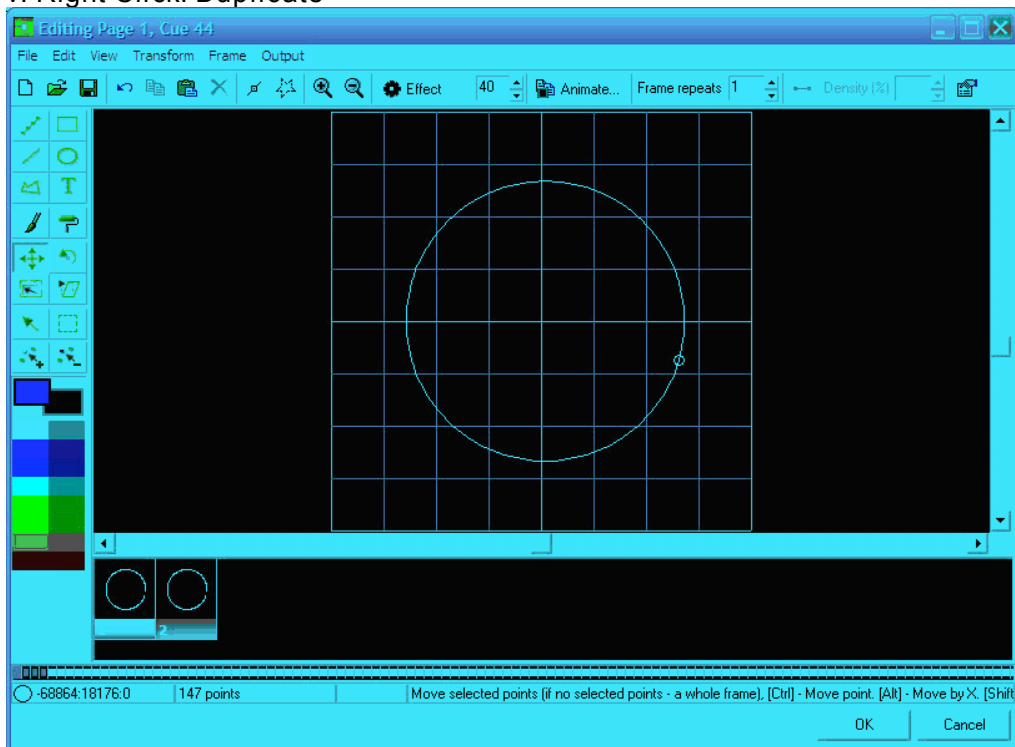 Editing Page 1, Cue 44
File Edit View Transform Frame Output
Effect 40 Animate... Frame repeats 1 Density (%)
T
2
-68864:18176:0 147 points Move selected points (if no selected points - a whole frame), [Ctrl] - Move point. [Alt] - Move by X. [Shift
OK Cancel